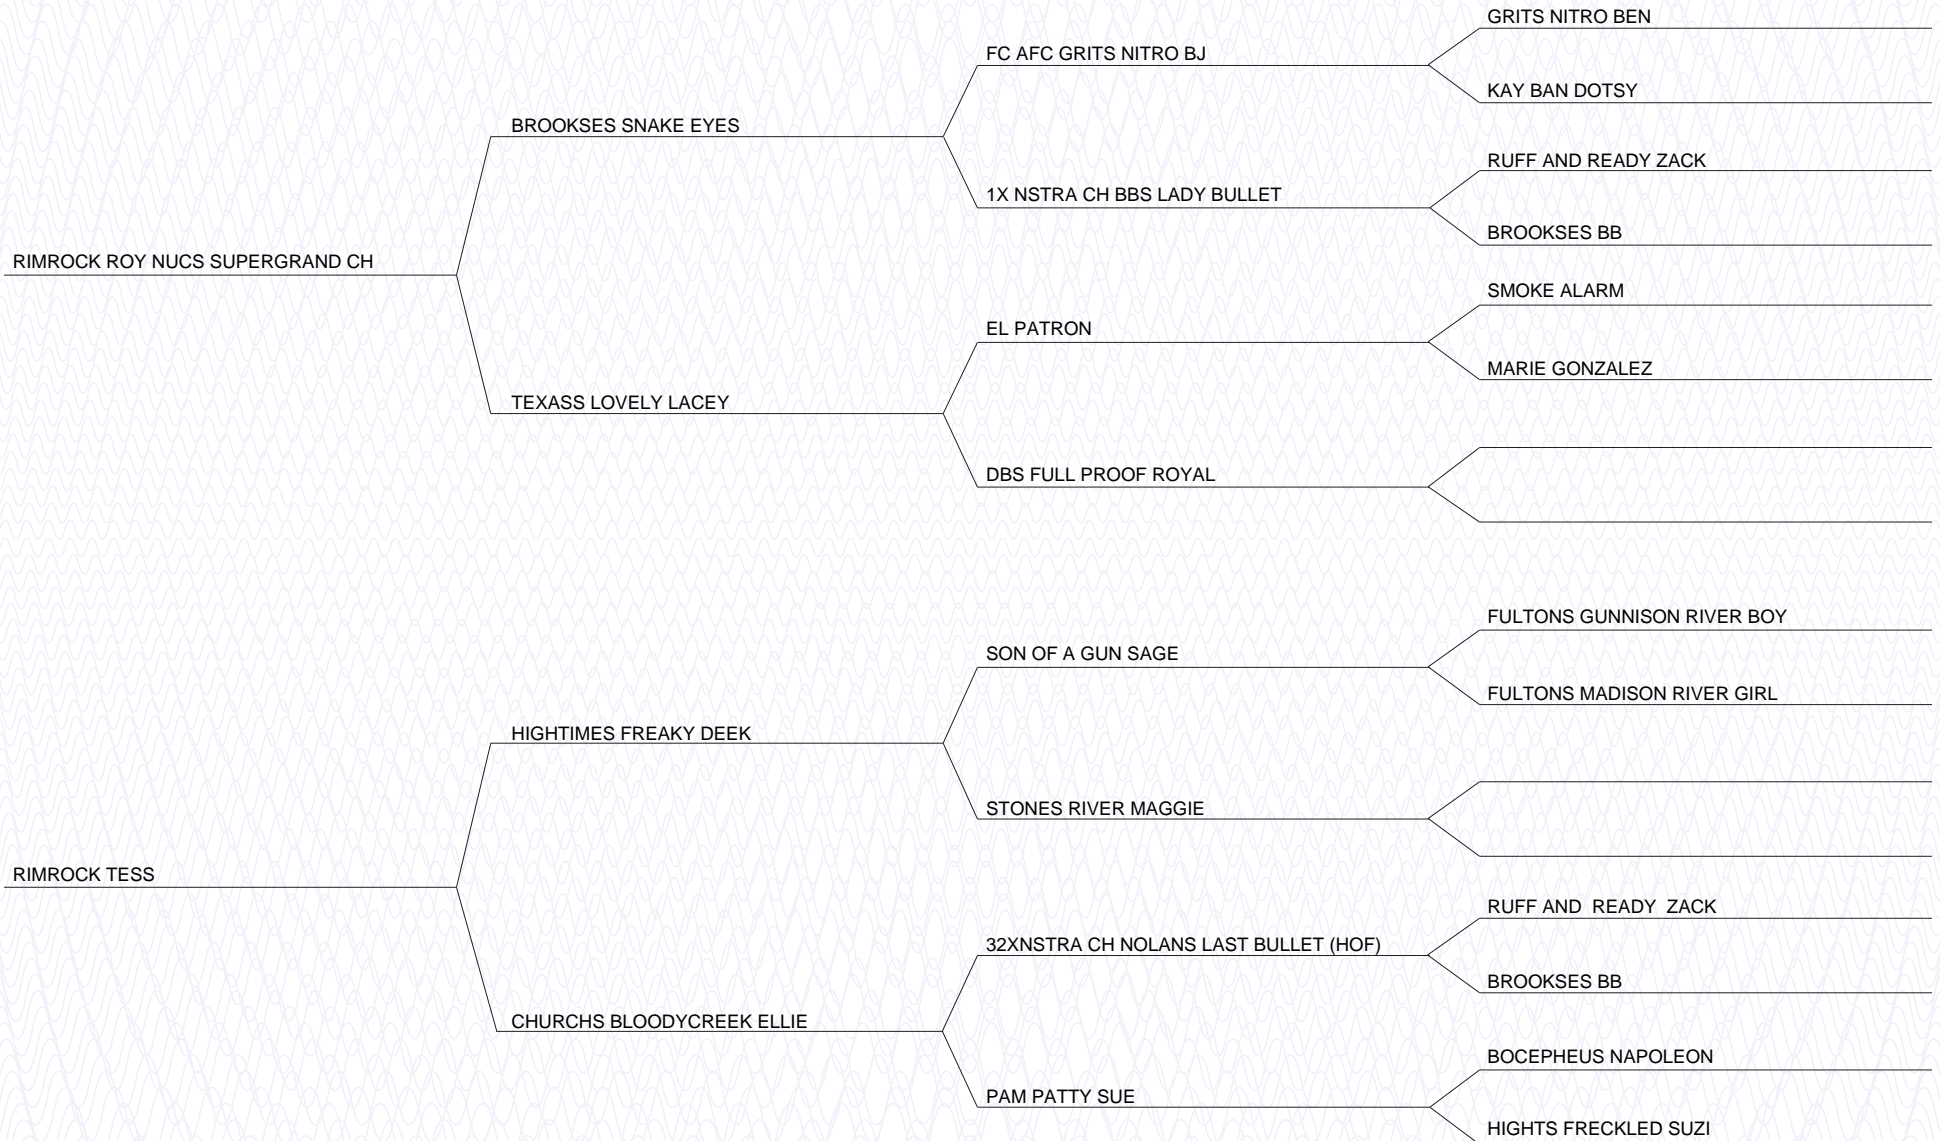 GRITS NITRO BEN
FC AFC GRITS NITRO BJ
KAY BAN DOTSY
BROOKSES SNAKE EYES
RUFF AND READY ZACK
1X NSTRA CH BBS LADY BULLET
BROOKSES BB
RIMROCK ROY NUCS SUPERGRAND CH
SMOKE ALARM
EL PATRON
MARIE GONZALEZ
TEXASS LOVELY LACEY
DBS FULL PROOF ROYAL
FULTONS GUNNISON RIVER BOY
SON OF A GUN SAGE
FULTONS MADISON RIVER GIRL
HIGHTIMES FREAKY DEEK
STONES RIVER MAGGIE
RIMROCK TESS
RUFF AND  READY  ZACK
32XNSTRA CH NOLANS LAST BULLET (HOF)
BROOKSES BB
CHURCHS BLOODYCREEK ELLIE
BOCEPHEUS NAPOLEON
PAM PATTY SUE
HIGHTS FRECKLED SUZI